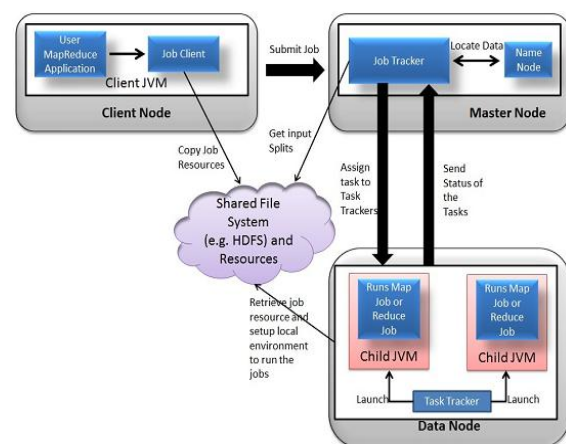 User
MapReduce
Application
Job Client
Client JVM
Client Node
Submit Job
Job Tracker
Locate Data
Name
Node
Master Node
Copy Job
Resources
Get input
Splits
Assign
task to
Task
Trackers
Send
Status of
the
Tasks
Shared File
System
(e.g. HDFS) and
Resources
Retrieve job
resource and
setup local
environment
to run the
jobs
Runs Map
Job or
Reduce
Job
Child JVM
Runs Map
Job or
Reduce
Job
Child JVM
Launch
Task Tracker
Launch
Data Node